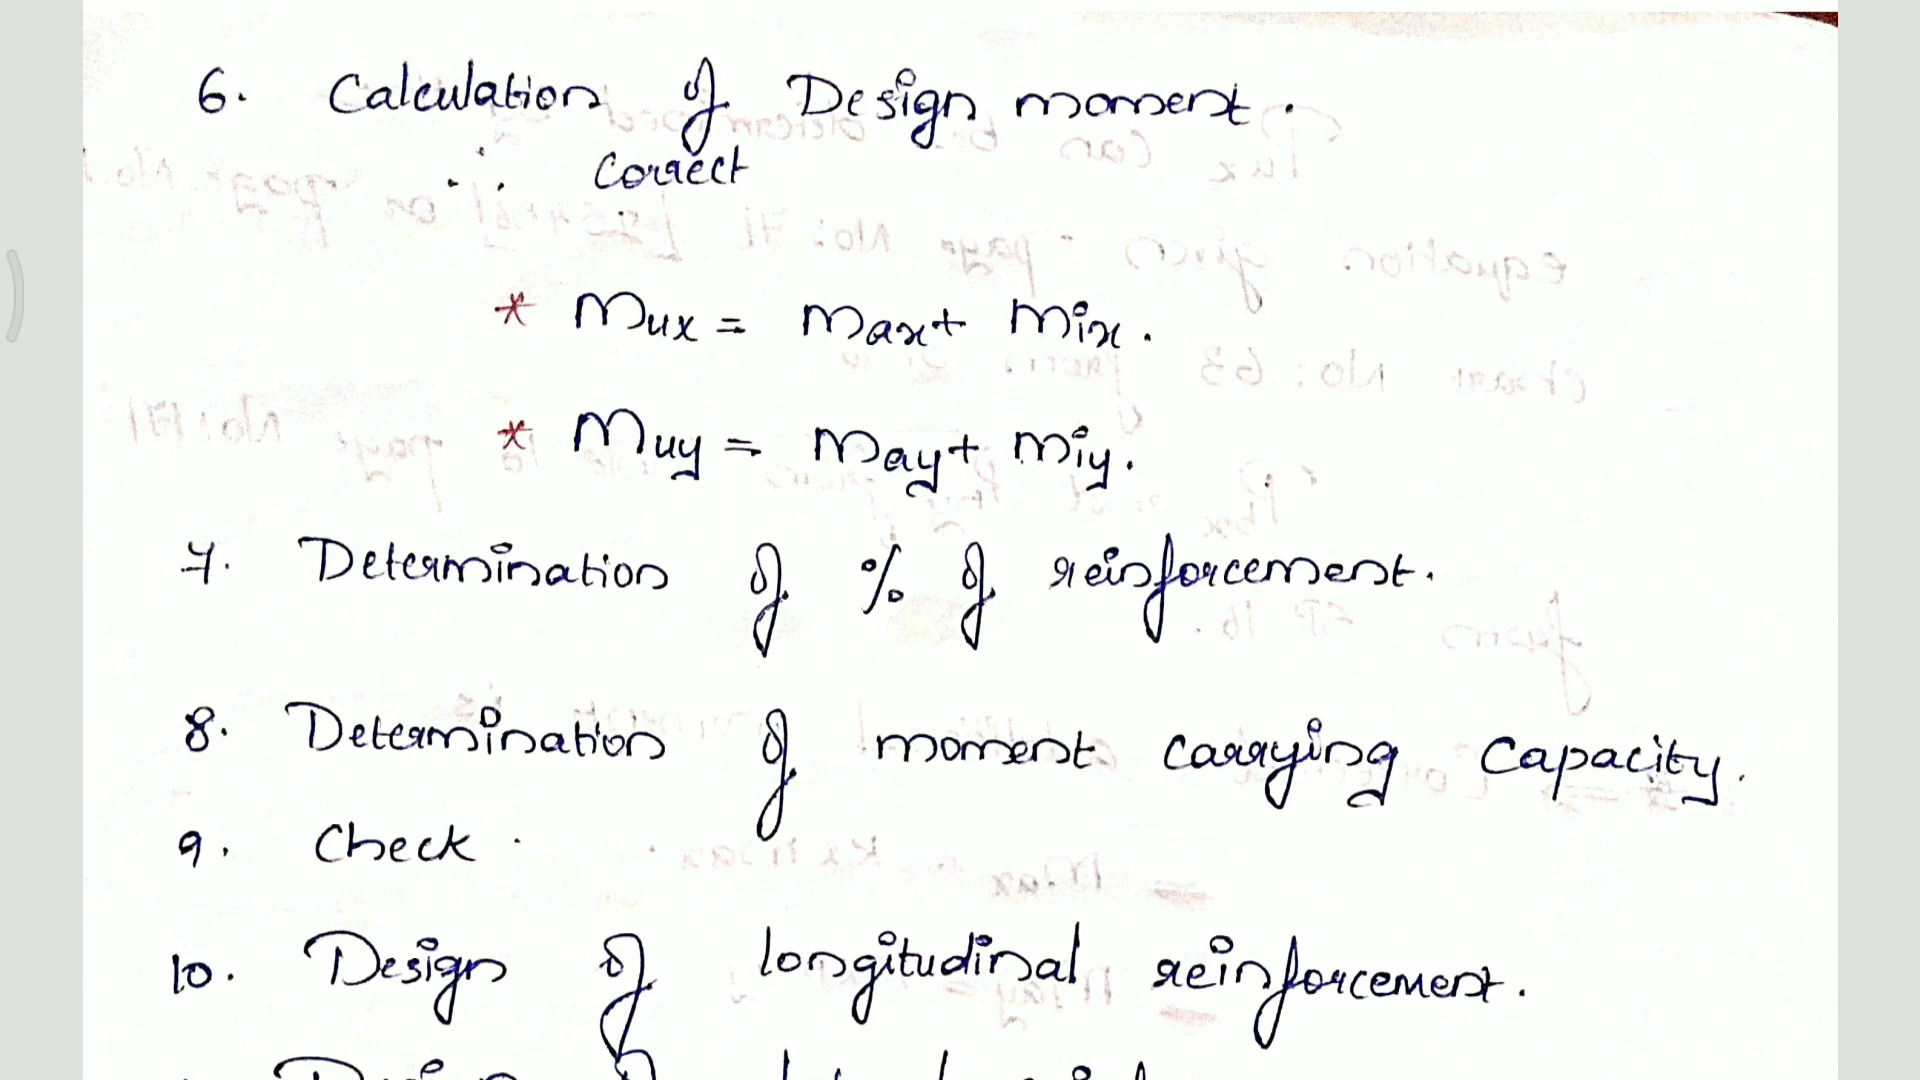 6. Calculation of Design moment.
Correct
* Mux = Max + Mix.
* Muy = May + Miy.
7. Determination of % of reinforcement.
8. Determination of moment carrying capacity.
9. Check.
10. Design of longitudinal reinforcement.